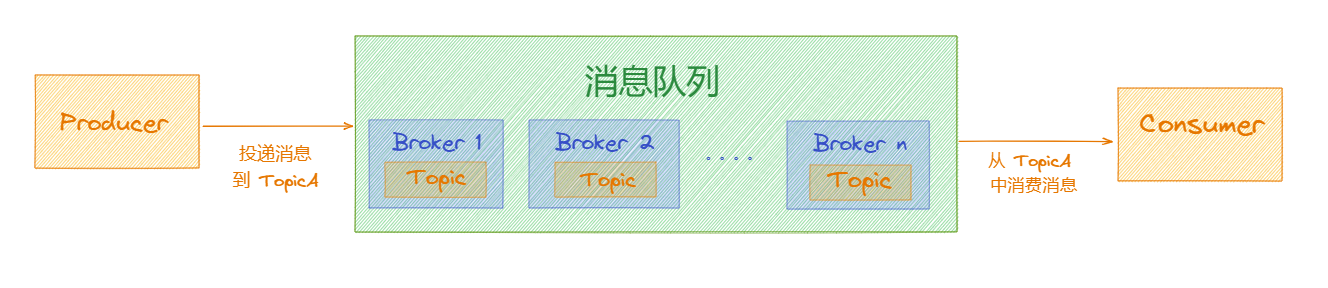 消息队列
Producer
投递消息
到 TopicA
Broker 1
Topic
Broker 2
Topic
....
Broker n
Topic
从 TopicA
中消费消息
Consumer